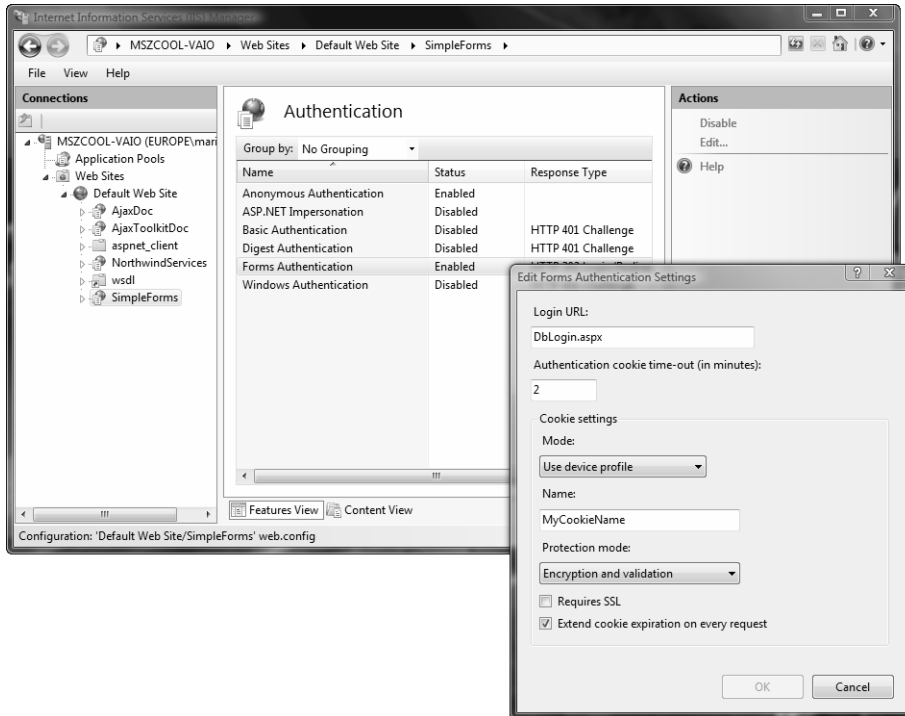 Internet Information Services (IIS) Manager
MSZCOOL-VAIO Web Sites Default Web Site SimpleForms
File View Help
Connections
MSZCOOL-VAIO (EUROPE\mari
Application Pools
Web Sites
Default Web Site
AjaxDoc
AjaxToolkitDoc
aspnet_client
NorthwindServices
wsdl
SimpleForms
Authentication
Group by: No Grouping
Name Status Response Type
Anonymous Authentication Enabled
ASP.NET Impersonation Disabled
Basic Authentication Disabled HTTP 401 Challenge
Digest Authentication Disabled HTTP 401 Challenge
Forms Authentication Enabled
Windows Authentication Disabled
Features View Content View
Actions
Disable
Edit...
Help
Configuration: 'Default Web Site/SimpleForms' web.config
Edit Forms Authentication Settings
Login URL:
DbLogin.aspx
Authentication cookie time-out (in minutes):
2
Cookie settings
Mode:
Use device profile
Name:
MyCookieName
Protection mode:
Encryption and validation
Requires SSL
Extend cookie expiration on every request
OK Cancel